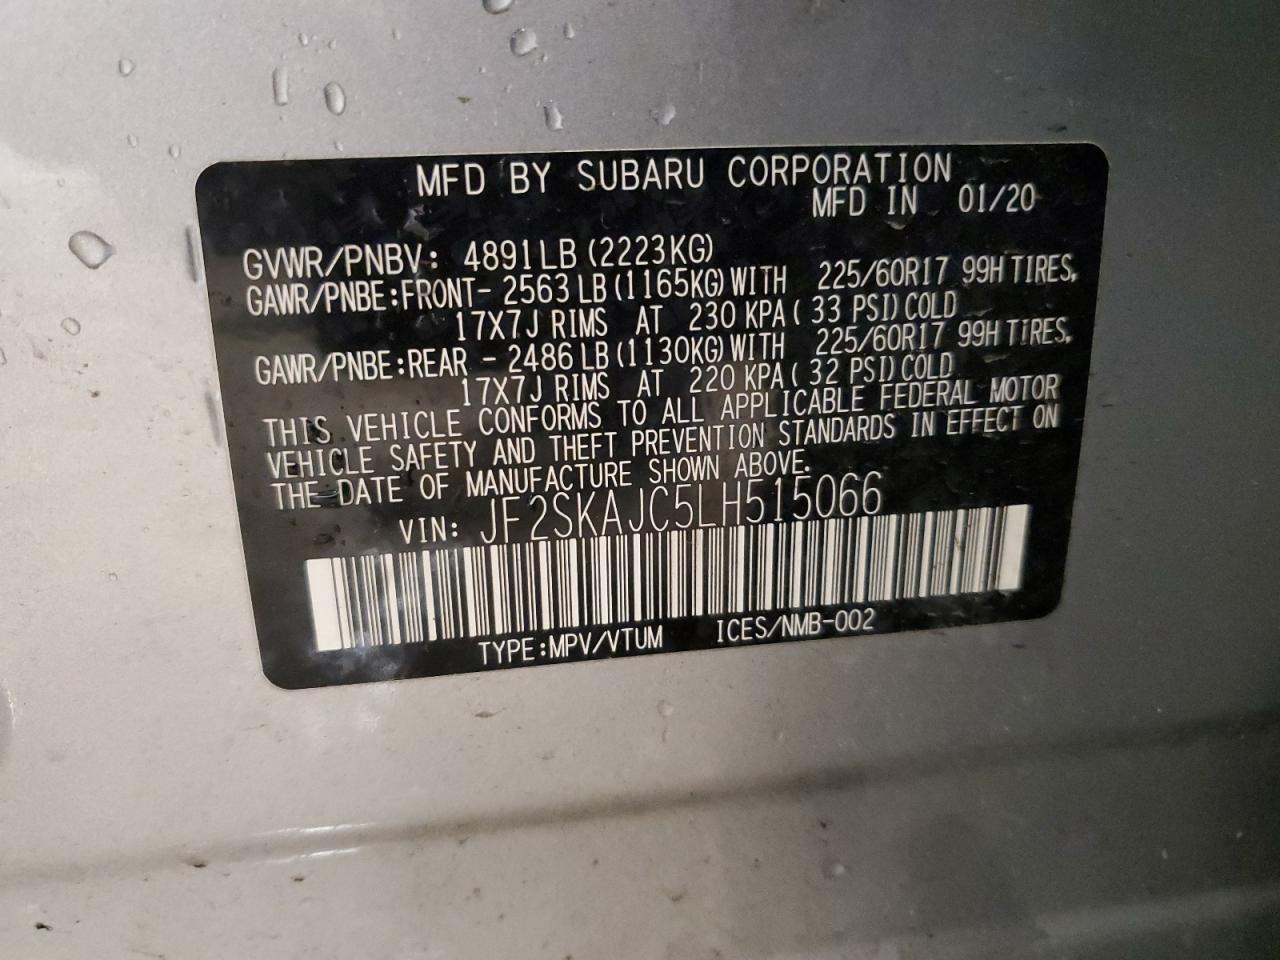 MFD BY SUBARU CORPORATION
MFD IN 01/20
GVWR/PNBV: 4891LB (2223KG)
GAWR/PNBE:FRONT- 2563 LB (1165KG) WITH 225/60R17 99H TIRES,
17X7J RIMS AT 230 KPA ( 33 PSI) COLD
GAWR/PNBE:REAR - 2486 LB (1130KG) WITH 225/60R17 99H TIRES,
17X7J RIMS AT 220 KPA ( 32 PSI) COLD
THIS VEHICLE CONFORMS TO ALL APPLICABLE FEDERAL MOTOR
VEHICLE SAFETY AND THEFT PREVENTION STANDARDS IN EFFECT ON
THE DATE OF MANUFACTURE SHOWN ABOVE.
VIN: JF2SKAJC5LH515066
TYPE:MPV/VTUM ICES/NMB-002